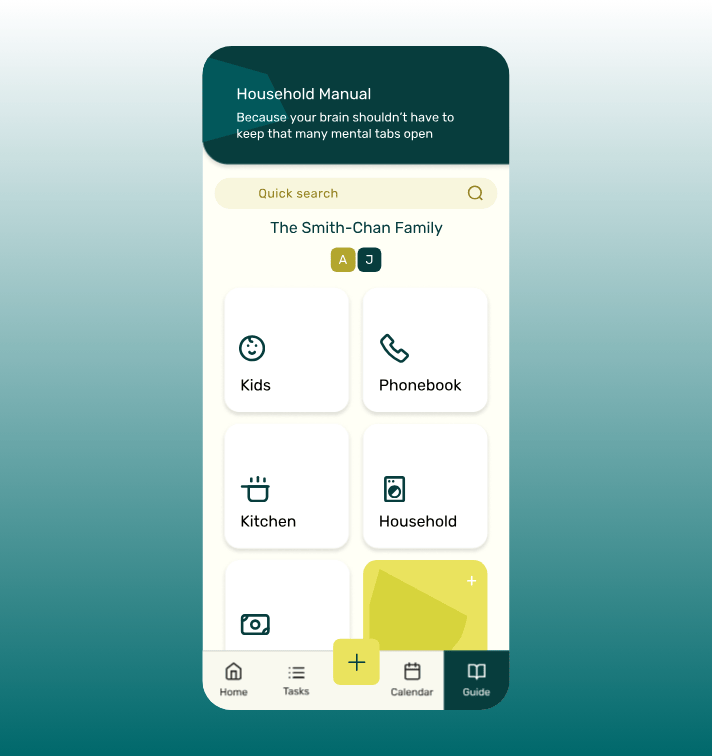 Household Manual
Because your brain shouldn't have to
keep that many mental tabs open
Quick search
The Smith-Chan Family
A J
Kids
Phonebook
Kitchen
Household
Home
Tasks
Calendar
Guide